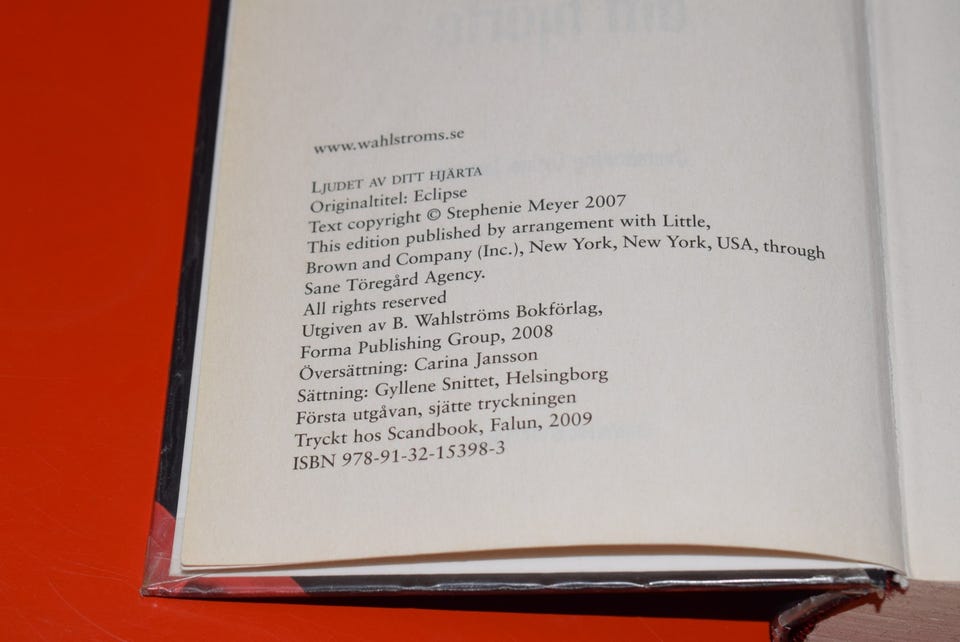 www.wahlstroms.se
LJUDET AV DITT HJÄRTA
Originaltitel: Eclipse
Text copyright © Stephenie Meyer 2007
This edition published by arrangement with Little,
Brown and Company (Inc.), New York, New York, USA, through
Sane Töregård Agency.
All rights reserved
Utgiven av B. Wahlströms Bokförlag,
Forma Publishing Group, 2008
Översättning: Carina Jansson
Sättning: Gyllene Snittet, Helsingborg
Första utgåvan, sjätte tryckningen
Tryckt hos Scandbook, Falun, 2009
ISBN 978-91-32-15398-3